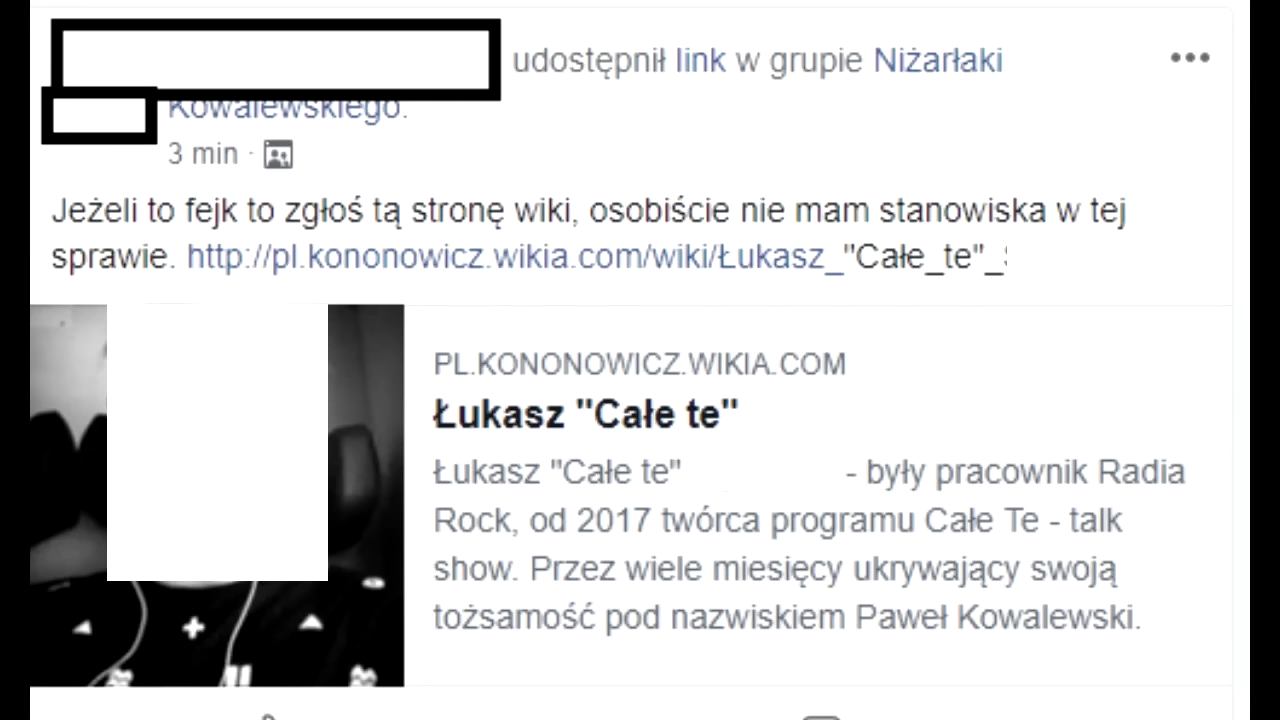 udostępnił link w grupie Niżarłaki
Kowalewskiego.
3 min ·
Jeżeli to fejk to zgłoś tą stronę wiki, osobiście nie mam stanowiska w tej
sprawie. http://pl.kononowicz.wikia.com/wiki/Łukasz_"Całe_te"_
PL.KONONOWICZ.WIKIA.COM
Łukasz "Całe te"
Łukasz "Całe te" - były pracownik Radia
Rock, od 2017 twórca programu Całe Te - talk
show. Przez wiele miesięcy ukrywający swoją
tożsamość pod nazwiskiem Paweł Kowalewski.